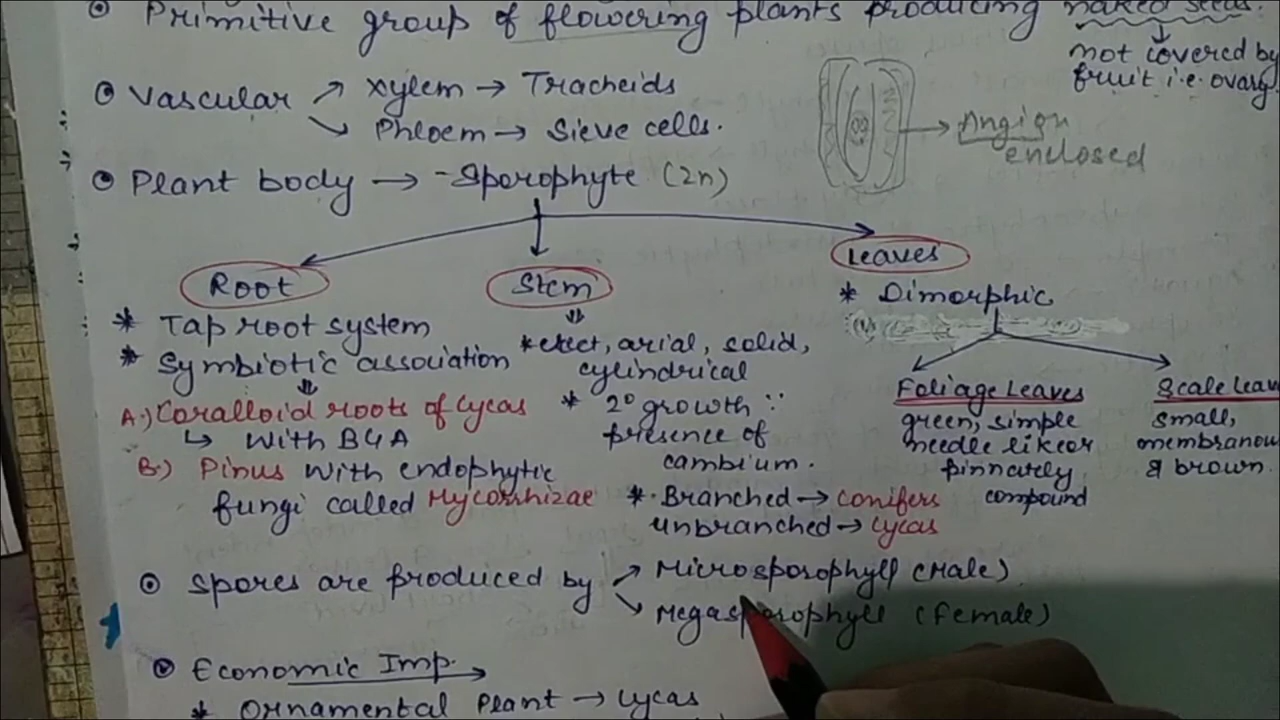 ⊙ Primitive group of flowering plants producing naked seeds.
not covered by
fruit i.e. ovary.
⊙ Vascular ↗ Xylem → Tracheids
↘ Phloem → Sieve cells.
→ Angion
enclosed
⊙ Plant body → -Sporophyte (2n)
Root
* Tap root system
* Symbiotic association
⇓
A.) Coralloid roots of Cycas
↳ With BGA
B.) Pinus with endophytic
fungi called Mycorrhizae
Stem
⇓
* erect, arial, solid,
cylindrical
* 2° growth ∵
presence of
cambium.
*. Branched → conifers
unbranched → Cycas
Leaves
* Dimorphic
Foliage Leaves
green, simple
needle like or
pinnately
compound
Scale Leav
small,
membranou
& brown.
⊙ Spores are produced by ↗ Microsporophyll (Male)
↘ Megasporophyll (Female)
⊙ Economic Imp. →
* Ornamental Plant → Cycas